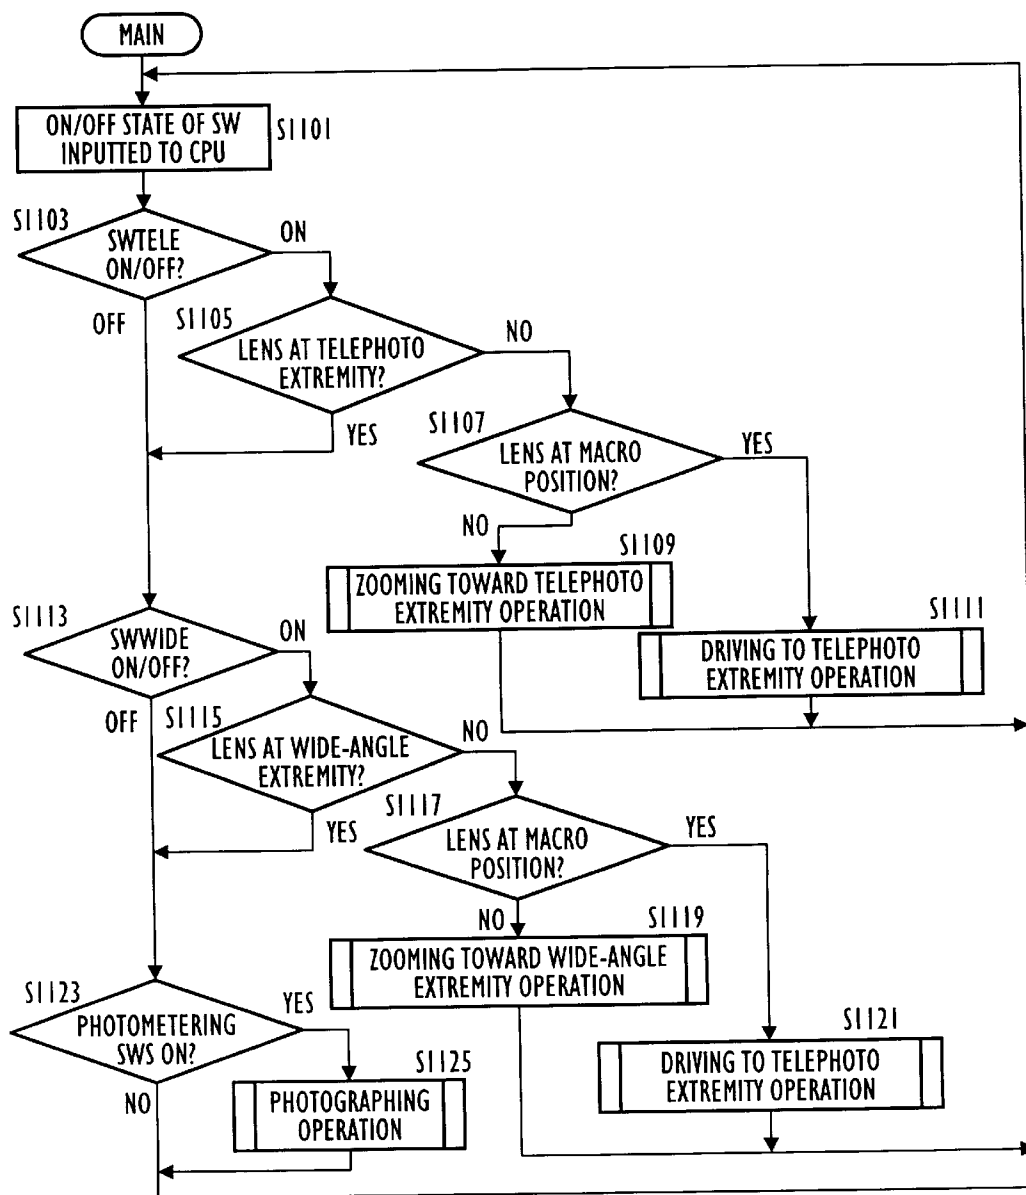 MAIN
ON/OFF STATE OF SW
INPUTTED TO CPU
S1101
S1103
SWTELE
ON/OFF?
ON
OFF
S1105
LENS AT TELEPHOTO
EXTREMITY?
NO
YES
S1107
LENS AT MACRO
POSITION?
YES
NO
S1109
ZOOMING TOWARD TELEPHOTO
EXTREMITY OPERATION
S1111
DRIVING TO TELEPHOTO
EXTREMITY OPERATION
S1113
SWWIDE
ON/OFF?
ON
OFF
S1115
LENS AT WIDE-ANGLE
EXTREMITY?
NO
YES
S1117
LENS AT MACRO
POSITION?
YES
NO
S1119
ZOOMING TOWARD WIDE-ANGLE
EXTREMITY OPERATION
S1121
DRIVING TO TELEPHOTO
EXTREMITY OPERATION
S1123
PHOTOMETERING
SWS ON?
YES
NO
S1125
PHOTOGRAPHING
OPERATION